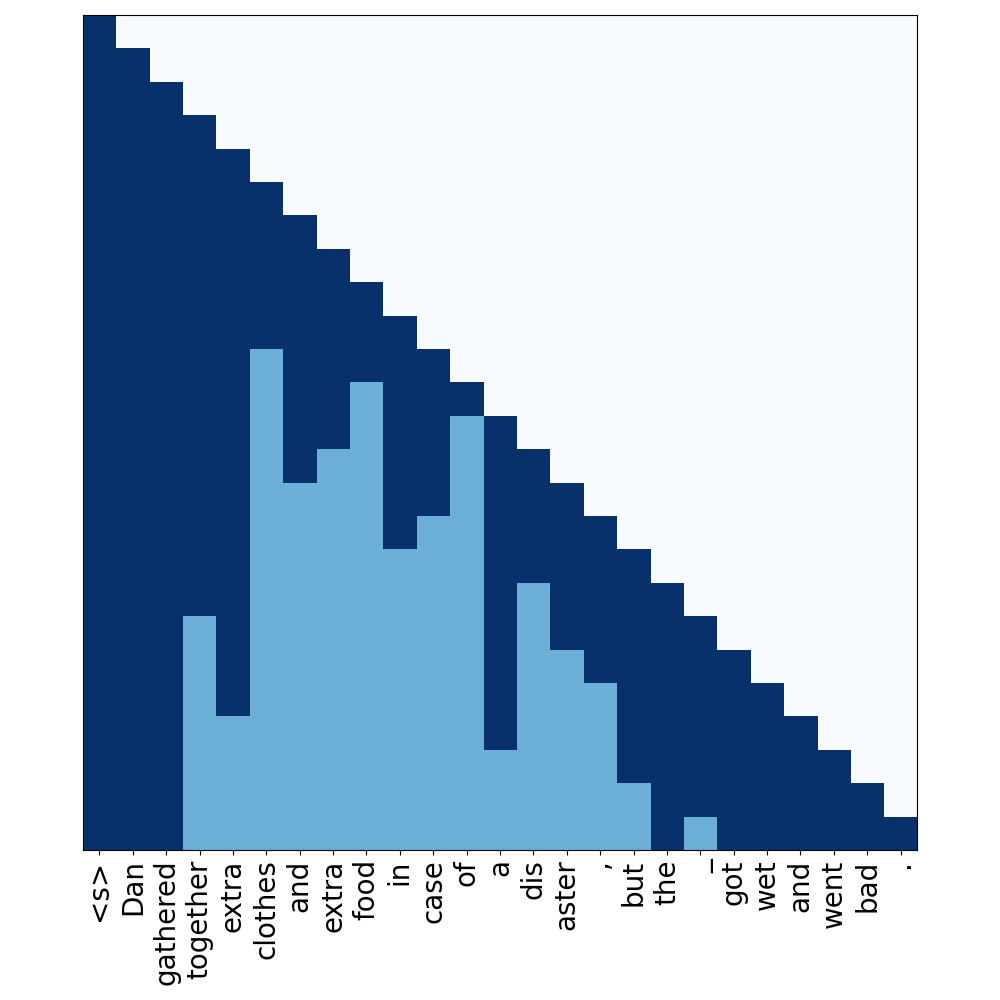 <s> Dan gathered together extra clothes and extra food in case of a dis aster , but the _ got wet and went bad .